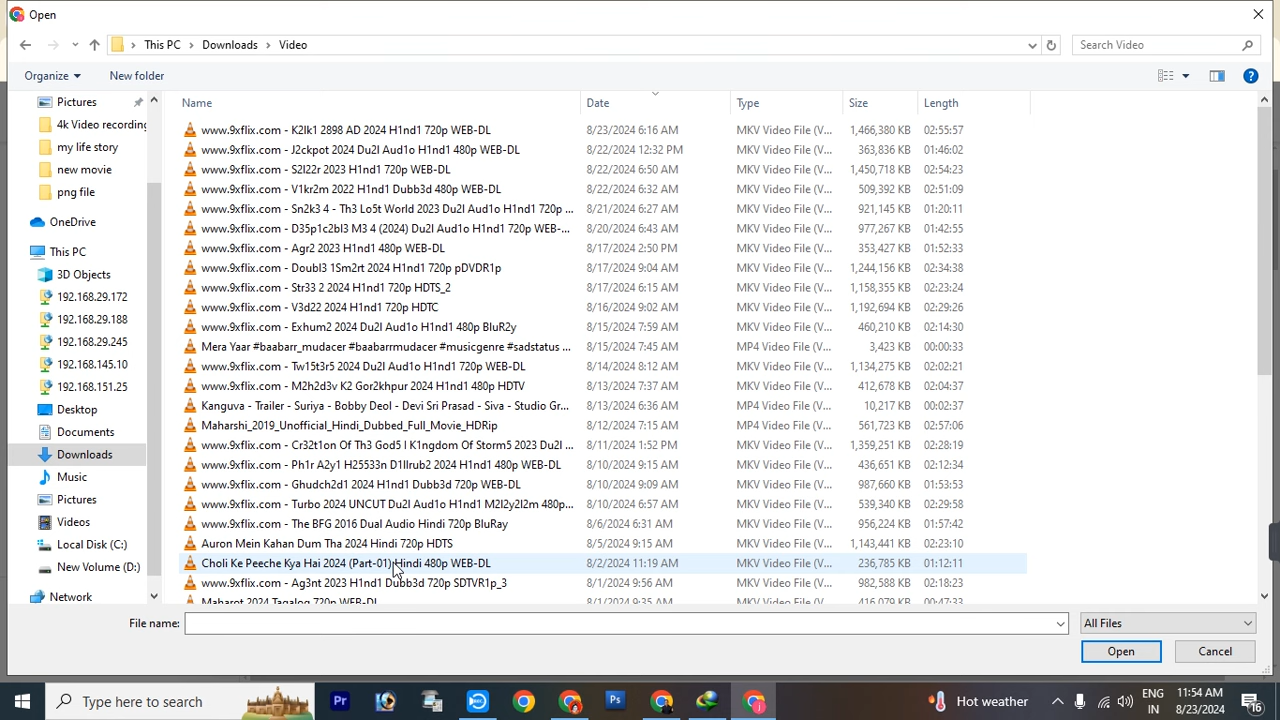 Open
This PC > Downloads > Video
Search Video
Organize
New folder
Pictures
4k Video recording
my life story
new movie
png file
OneDrive
This PC
3D Objects
192.168.29.172
192.168.29.188
192.168.29.245
192.168.145.10
192.168.151.25
Desktop
Documents
Downloads
Music
Pictures
Videos
Local Disk (C:)
New Volume (D:)
Network
Name Date Type Size Length
www.9xflix.com - K2lk1 2898 AD 2024 H1nd1 720p WEB-DL 8/23/2024 6:16 AM MKV Video File (V... 1,466,380 KB 02:55:57
www.9xflix.com - J2ckpot 2024 Du2l Aud1o H1nd1 480p WEB-DL 8/22/2024 12:32 PM MKV Video File (V... 363,836 KB 01:46:02
www.9xflix.com - S2l22r 2023 H1nd1 720p WEB-DL 8/22/2024 6:50 AM MKV Video File (V... 1,450,718 KB 02:54:23
www.9xflix.com - V1kr2m 2022 H1nd1 Dubb3d 480p WEB-DL 8/22/2024 6:32 AM MKV Video File (V... 509,392 KB 02:51:09
www.9xflix.com - Sn2k3 4 - Th3 Lo5t World 2023 Du2l Aud1o H1nd1 720p ... 8/21/2024 6:27 AM MKV Video File (V... 921,145 KB 01:20:11
www.9xflix.com - D35p1c2bl3 M3 4 (2024) Du2l Aud1o H1nd1 720p WEB-... 8/20/2024 6:43 AM MKV Video File (V... 977,267 KB 01:42:55
www.9xflix.com - Agr2 2023 H1nd1 480p WEB-DL 8/17/2024 2:50 PM MKV Video File (V... 353,427 KB 01:52:33
www.9xflix.com - Doubl3 1Sm2rt 2024 H1nd1 720p pDVDR1p 8/17/2024 9:04 AM MKV Video File (V... 1,244,156 KB 02:34:38
www.9xflix.com - Str33 2 2024 H1nd1 720p HDTS_2 8/17/2024 6:15 AM MKV Video File (V... 1,158,355 KB 02:23:24
www.9xflix.com - V3d22 2024 H1nd1 720p HDTC 8/16/2024 9:02 AM MKV Video File (V... 1,192,694 KB 02:29:26
www.9xflix.com - Exhum2 2024 Du2l Aud1o H1nd1 480p BluR2y 8/15/2024 7:59 AM MKV Video File (V... 460,210 KB 02:14:30
Mera Yaar #baabarr_mudacer #baabarrmudacer #musicgenre #sadstatus ... 8/15/2024 7:45 AM MP4 Video File (V... 3,423 KB 00:00:33
www.9xflix.com - Tw15t3r5 2024 Du2l Aud1o H1nd1 720p WEB-DL 8/14/2024 8:12 AM MKV Video File (V... 1,134,275 KB 02:02:21
www.9xflix.com - M2h2d3v K2 Gor2khpur 2024 H1nd1 480p HDTV 8/13/2024 7:37 AM MKV Video File (V... 412,678 KB 02:04:37
Kanguva - Trailer - Suriya - Bobby Deol - Devi Sri Prasad - Siva - Studio Gr... 8/13/2024 6:36 AM MP4 Video File (V... 10,217 KB 00:02:37
Maharshi_2019_Unofficial_Hindi_Dubbed_Full_Movie_HDRip 8/12/2024 7:15 AM MP4 Video File (V... 561,723 KB 02:57:06
www.9xflix.com - Cr32t1on Of Th3 God5 I K1ngdom Of Storm5 2023 Du2l ... 8/11/2024 1:52 PM MKV Video File (V... 1,359,251 KB 02:28:19
www.9xflix.com - Ph1r A2y1 H25533n D1llrub2 2024 H1nd1 480p WEB-DL 8/10/2024 9:15 AM MKV Video File (V... 436,651 KB 02:12:34
www.9xflix.com - Ghudch2d1 2024 H1nd1 Dubb3d 720p WEB-DL 8/10/2024 9:09 AM MKV Video File (V... 987,660 KB 01:53:53
www.9xflix.com - Turbo 2024 UNCUT Du2l Aud1o H1nd1 M2l2y2l2m 480p... 8/10/2024 6:57 AM MKV Video File (V... 539,340 KB 02:29:58
www.9xflix.com - The BFG 2016 Dual Audio Hindi 720p BluRay 8/6/2024 6:31 AM MKV Video File (V... 956,224 KB 01:57:42
Auron Mein Kahan Dum Tha 2024 Hindi 720p HDTS 8/5/2024 9:15 AM MKV Video File (V... 1,143,441 KB 02:23:10
Choli Ke Peeche Kya Hai 2024 (Part-01) Hindi 480p WEB-DL 8/2/2024 11:19 AM MKV Video File (V... 236,785 KB 01:12:11
www.9xflix.com - Ag3nt 2023 H1nd1 Dubb3d 720p SDTVR1p_3 8/1/2024 9:56 AM MKV Video File (V... 982,588 KB 02:18:23
Maharot 2024 Tagalog 720p WEB-DL 8/1/2024 9:35 AM MKV Video File (V... 416,079 KB 00:47:33
File name:
All Files
Open Cancel
Type here to search
Pr
Ps
Hot weather
ENG
IN
11:54 AM
8/23/2024
16